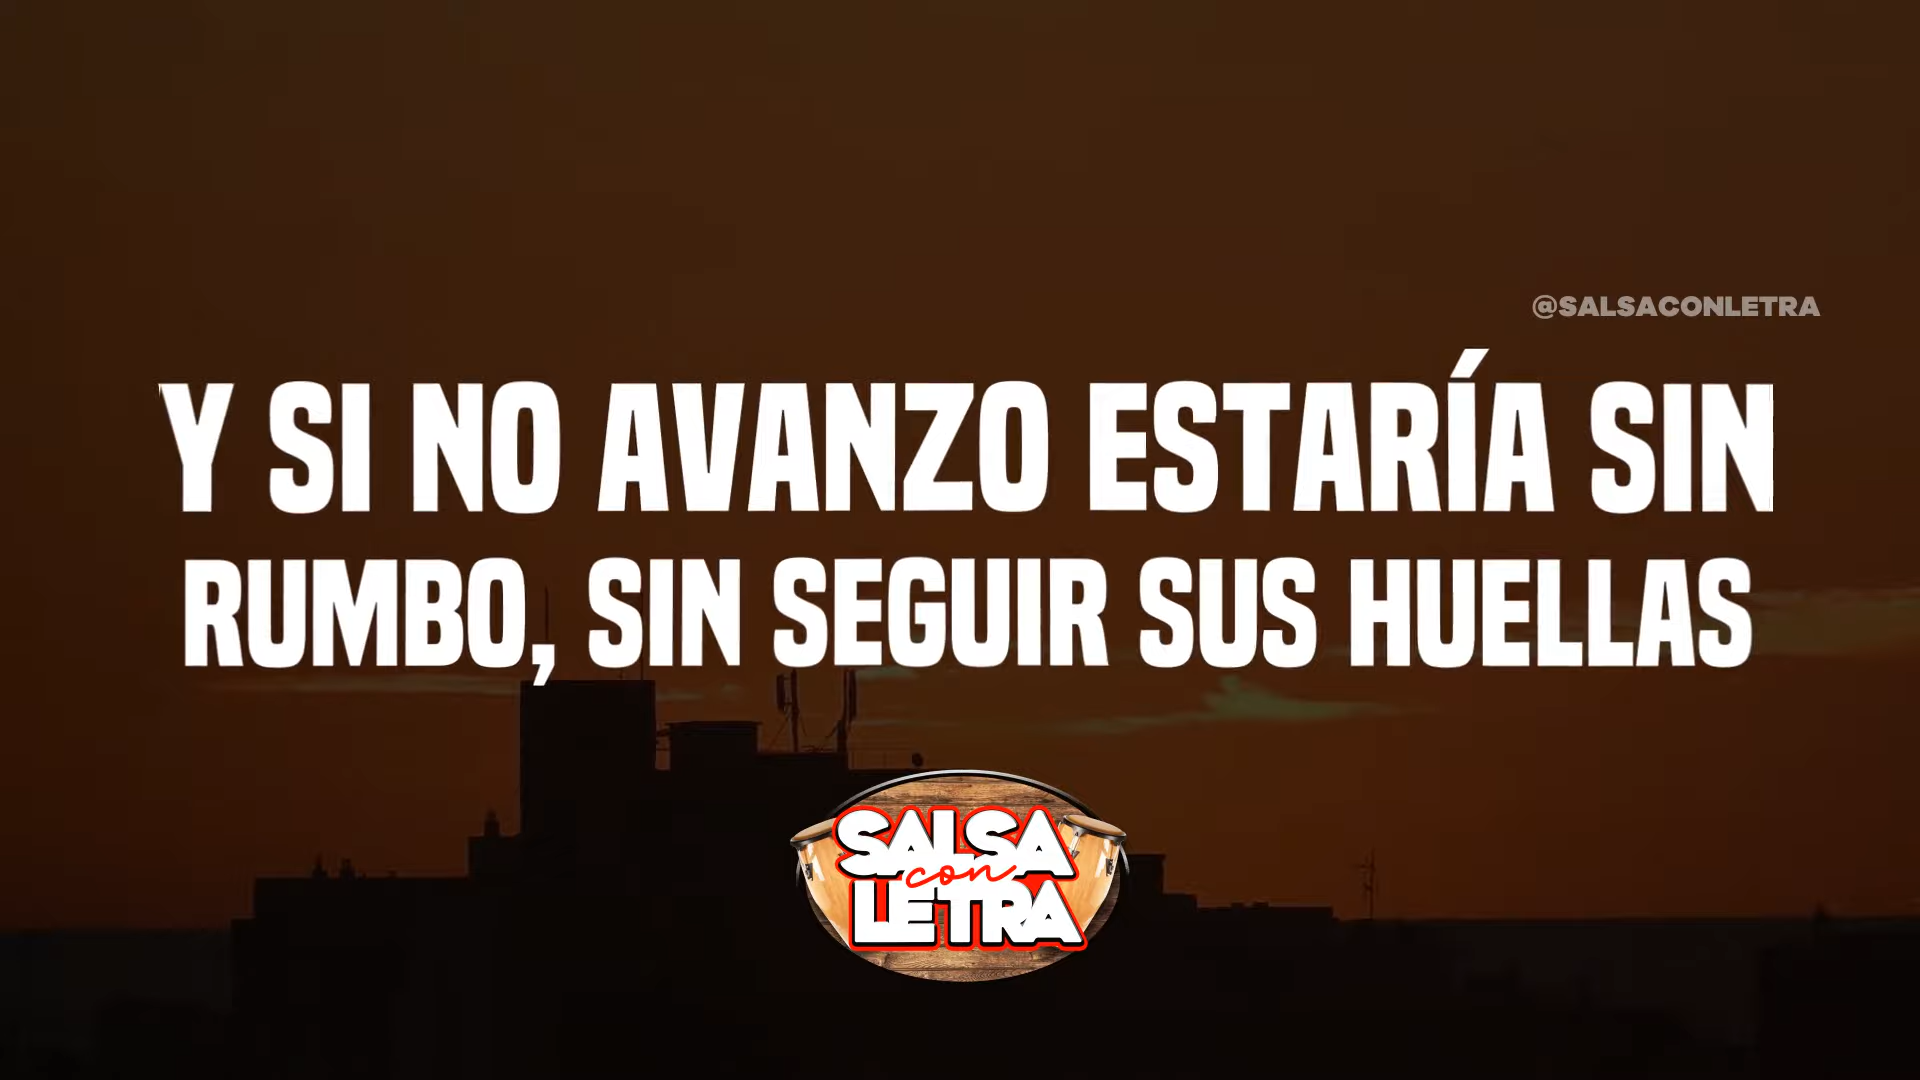 @SALSACONLETRA
Y SI NO AVANZO ESTARÍA SIN
RUMBO, SIN SEGUIR SUS HUELLAS
SALSA
con
LETRA